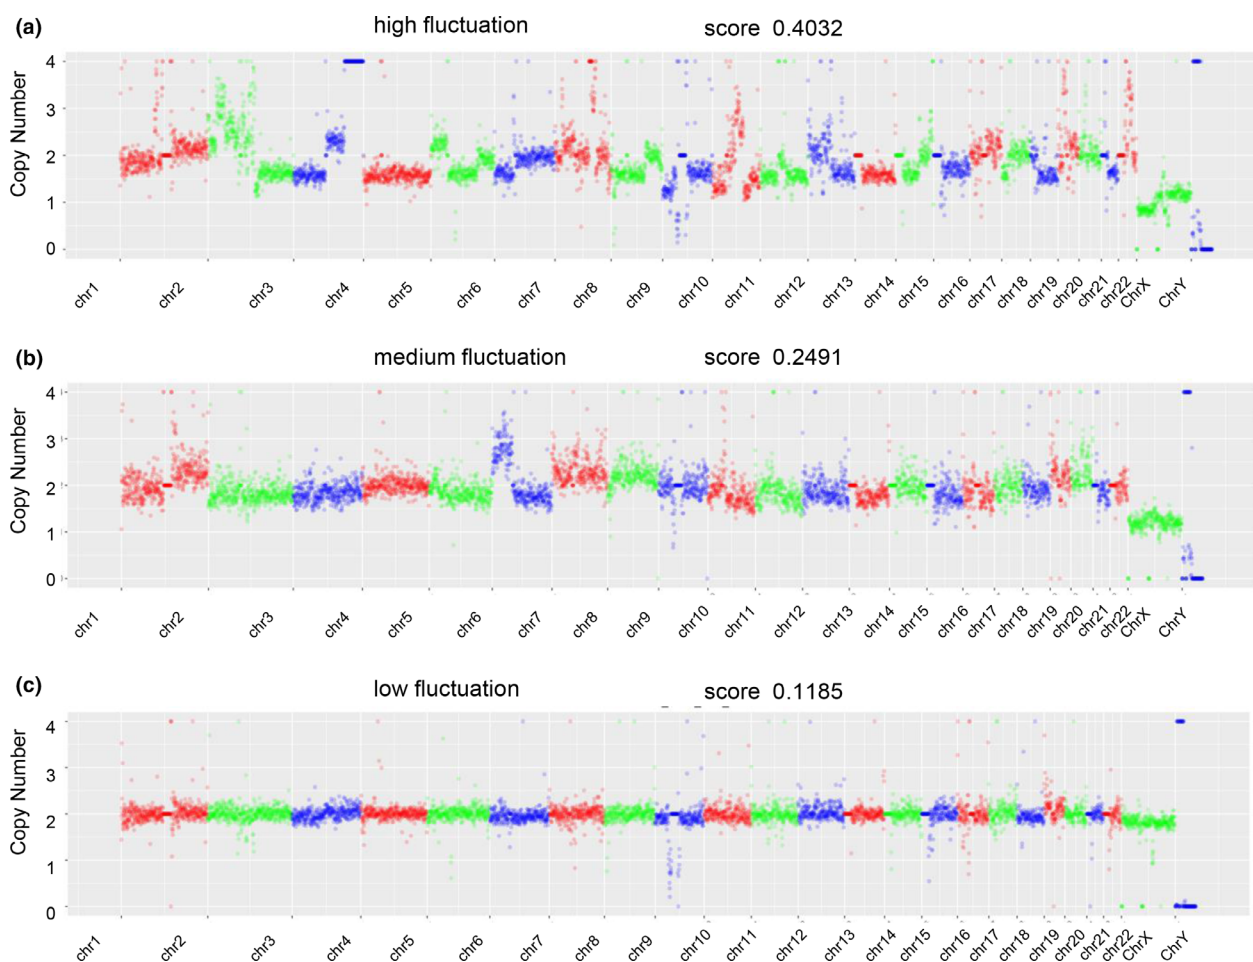 (a) high fluctuation score 0.4032
Copy Number
4
3
2
1
0
chr1 chr2 chr3 chr4 chr5 chr6 chr7 chr8 chr9 chr10 chr11 chr12 chr13 chr14 chr15 chr16 chr17 chr18 chr19 chr20 chr21 chr22 ChrX ChrY
(b) medium fluctuation score 0.2491
Copy Number
4
3
2
1
0
chr1 chr2 chr3 chr4 chr5 chr6 chr7 chr8 chr9 chr10 chr11 chr12 chr13 chr14 chr15 chr16 chr17 chr18 chr19 chr20 chr21 chr22 ChrX ChrY
(c) low fluctuation score 0.1185
Copy Number
4
3
2
1
0
chr1 chr2 chr3 chr4 chr5 chr6 chr7 chr8 chr9 chr10 chr11 chr12 chr13 chr14 chr15 chr16 chr17 chr18 chr19 chr20 chr21 chr22 ChrX ChrY